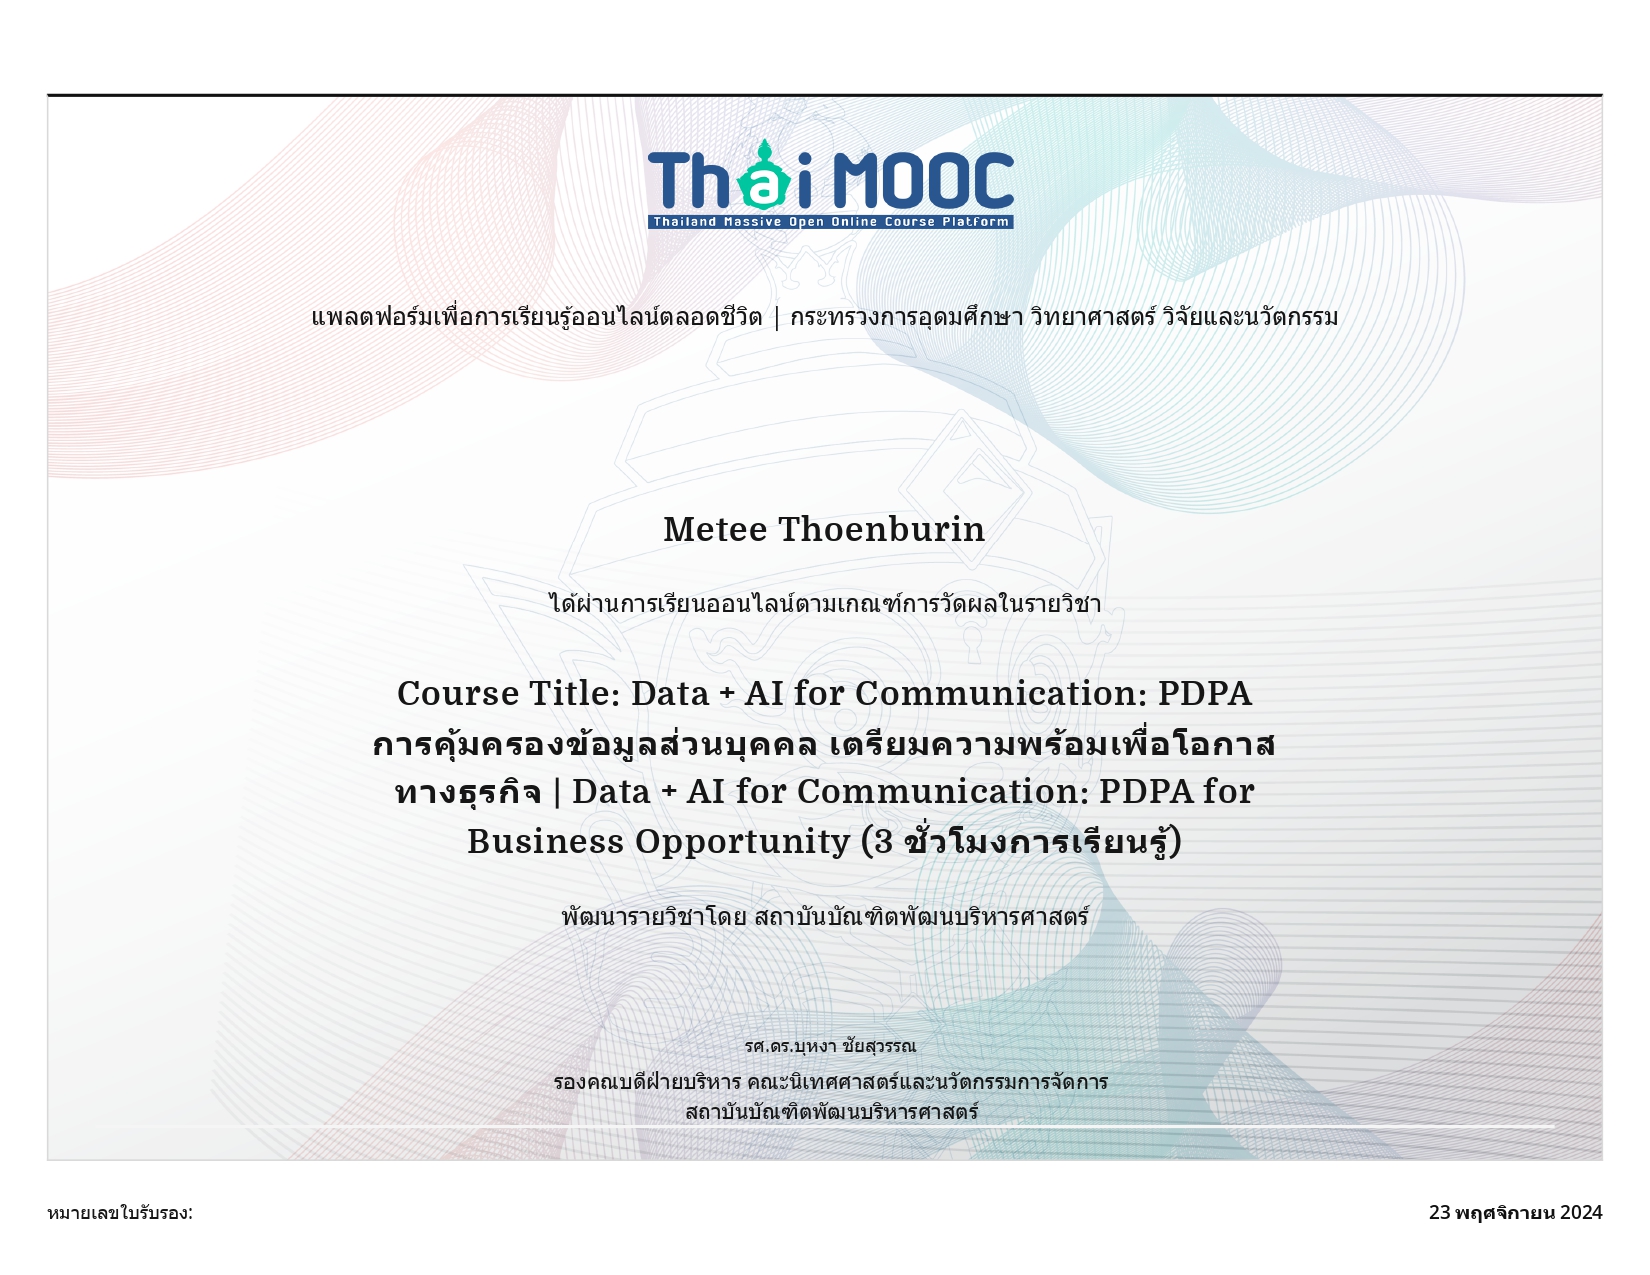 Thai MOOC
Thailand Massive Open Online Course Platform
แพลตฟอร์มเพื่อการเรียนรู้ออนไลน์ตลอดชีวิต | กระทรวงการอุดมศึกษา วิทยาศาสตร์ วิจัยและนวัตกรรม
Metee Thoenburin
ได้ผ่านการเรียนออนไลน์ตามเกณฑ์การวัดผลในรายวิชา
Course Title: Data + AI for Communication: PDPA
การคุ้มครองข้อมูลส่วนบุคคล เตรียมความพร้อมเพื่อโอกาส
ทางธุรกิจ | Data + AI for Communication: PDPA for
Business Opportunity (3 ชั่วโมงการเรียนรู้)
พัฒนารายวิชาโดย สถาบันบัณฑิตพัฒนบริหารศาสตร์
รศ.ดร.บุหงา ชัยสุวรรณ
รองคณบดีฝ่ายบริหาร คณะนิเทศศาสตร์และนวัตกรรมการจัดการ
สถาบันบัณฑิตพัฒนบริหารศาสตร์
หมายเลขใบรับรอง:
23 พฤศจิกายน 2024